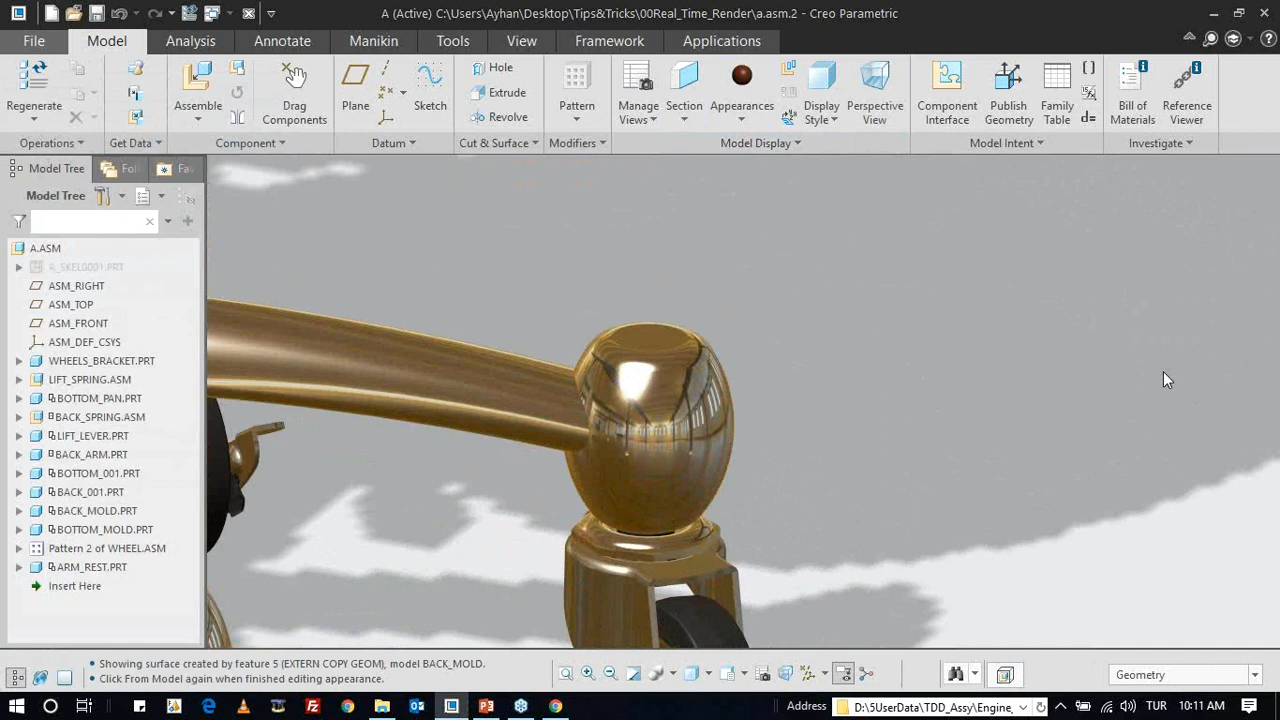 A (Active) C:\Users\Ayhan\Desktop\Tips&Tricks\00Real_Time_Render\a.asm.2 - Creo Parametric
File Model Analysis Annotate Manikin Tools View Framework Applications
Regenerate
Operations
Get Data
Assemble
Drag Components
Component
Plane
Sketch
Datum
Hole
Extrude
Revolve
Cut & Surface
Pattern
Modifiers
Manage Views
Section
Appearances
Display Style
Perspective View
Model Display
Component Interface
Publish Geometry
Family Table
Model Intent
Bill of Materials
Reference Viewer
Investigate
Model Tree Fol Fav
Model Tree
A.ASM
A_SKEL0001.PRT
ASM_RIGHT
ASM_TOP
ASM_FRONT
ASM_DEF_CSYS
WHEELS_BRACKET.PRT
LIFT_SPRING.ASM
BOTTOM_PAN.PRT
BACK_SPRING.ASM
LIFT_LEVER.PRT
BACK_ARM.PRT
BOTTOM_001.PRT
BACK_001.PRT
BACK_MOLD.PRT
BOTTOM_MOLD.PRT
Pattern 2 of WHEEL.ASM
ARM_REST.PRT
Insert Here
• Showing surface created by feature 5 (EXTERN COPY GEOM), model BACK_MOLD.
• Click From Model again when finished editing appearance.
Geometry
Address D:\5UserData\TDD_Assy\Engine_
TUR 10:11 AM